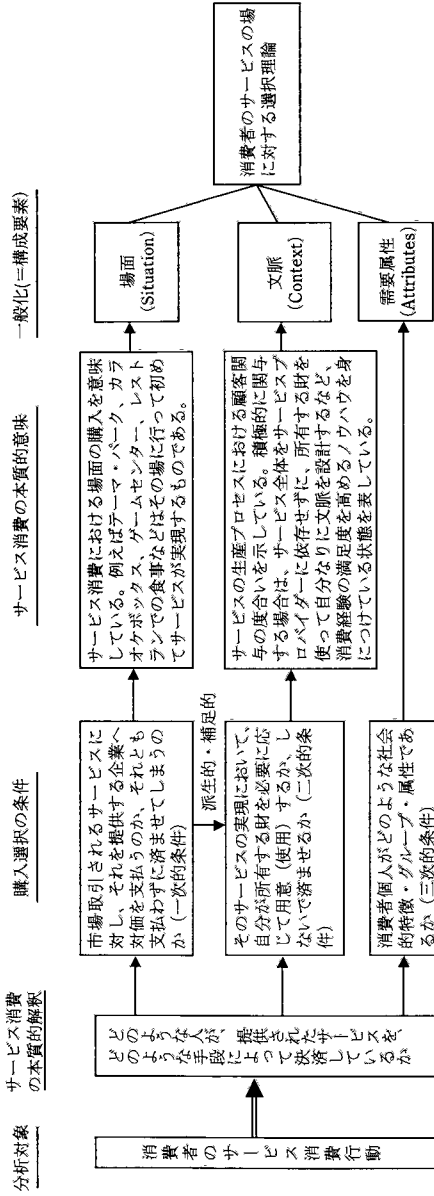 分析対象
サービス消費
の本質的解釈
購入選択の条件
サービス消費の本質的意味
一般化(=構成要素)
消費者のサービス消費行動
どのような人が、提供されたサービスを、
どのような手段によって決済しているか
市場取引されるサービスに
対し、それを提供する企業へ
対価を支払うのか、それとも
支払わずに済ませてしまうの
か（一次的条件）
派生的・補足的
そのサービスの実現において、
自分が所有する財を必要に応
じて用意（使用）するか、し
ないで済ませるか（二次的条
件）
消費者個人がどのような社会
的特徴・グループ・属性であ
るか（三次的条件）
サービス消費における場面の購入を意味
している。例えばテーマ・パーク、カラ
オケボックス、ゲームセンター、レスト
ランでの食事などはその場に行って初め
てサービスが実現するものである。
サービスの生産プロセスにおける顧客関
与の度合いを示している。積極的に関与
する場合は、サービス全体をサービスプ
ロバイダーに依存せずに、所有する財を
使って自分なりに文脈を設計するなど、
消費経験の満足度を高めるノウハウを身
につけている状態を表している。
場面
(Situation)
文脈
(Context)
需要属性
(Attributes)
消費者のサービスの場
に対する選択理論